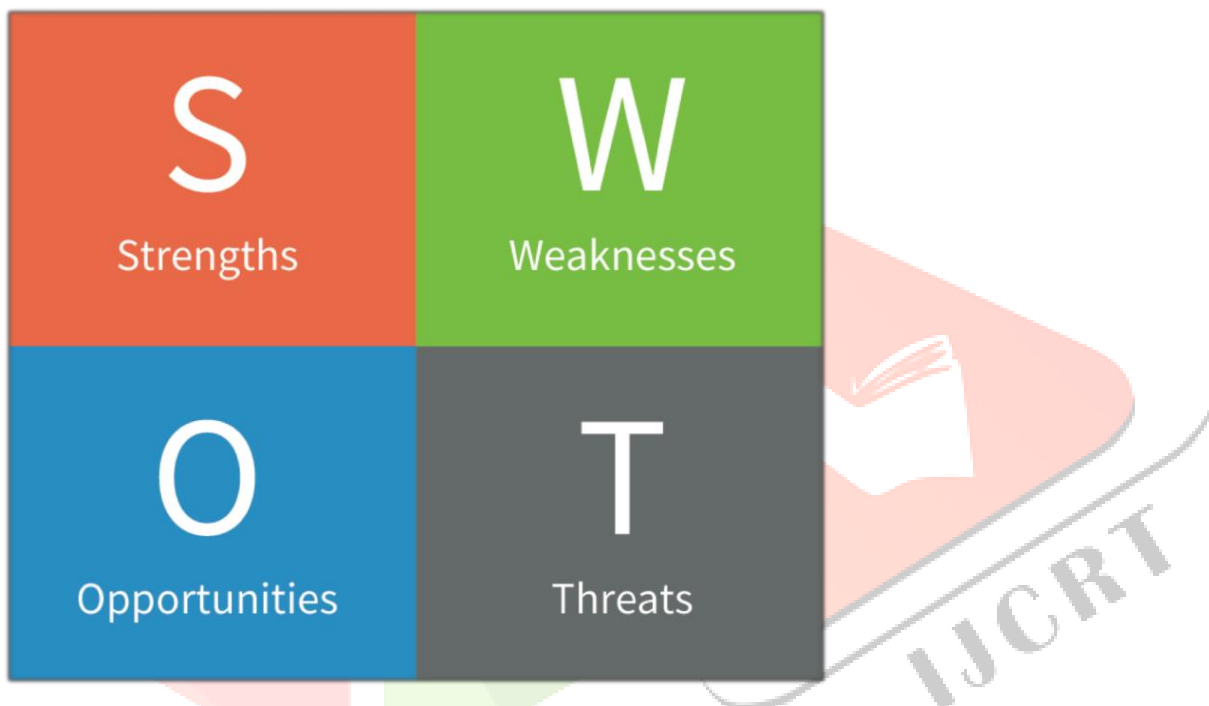 S
Strengths
W
Weaknesses
O
Opportunities
T
Threats
IJCRT